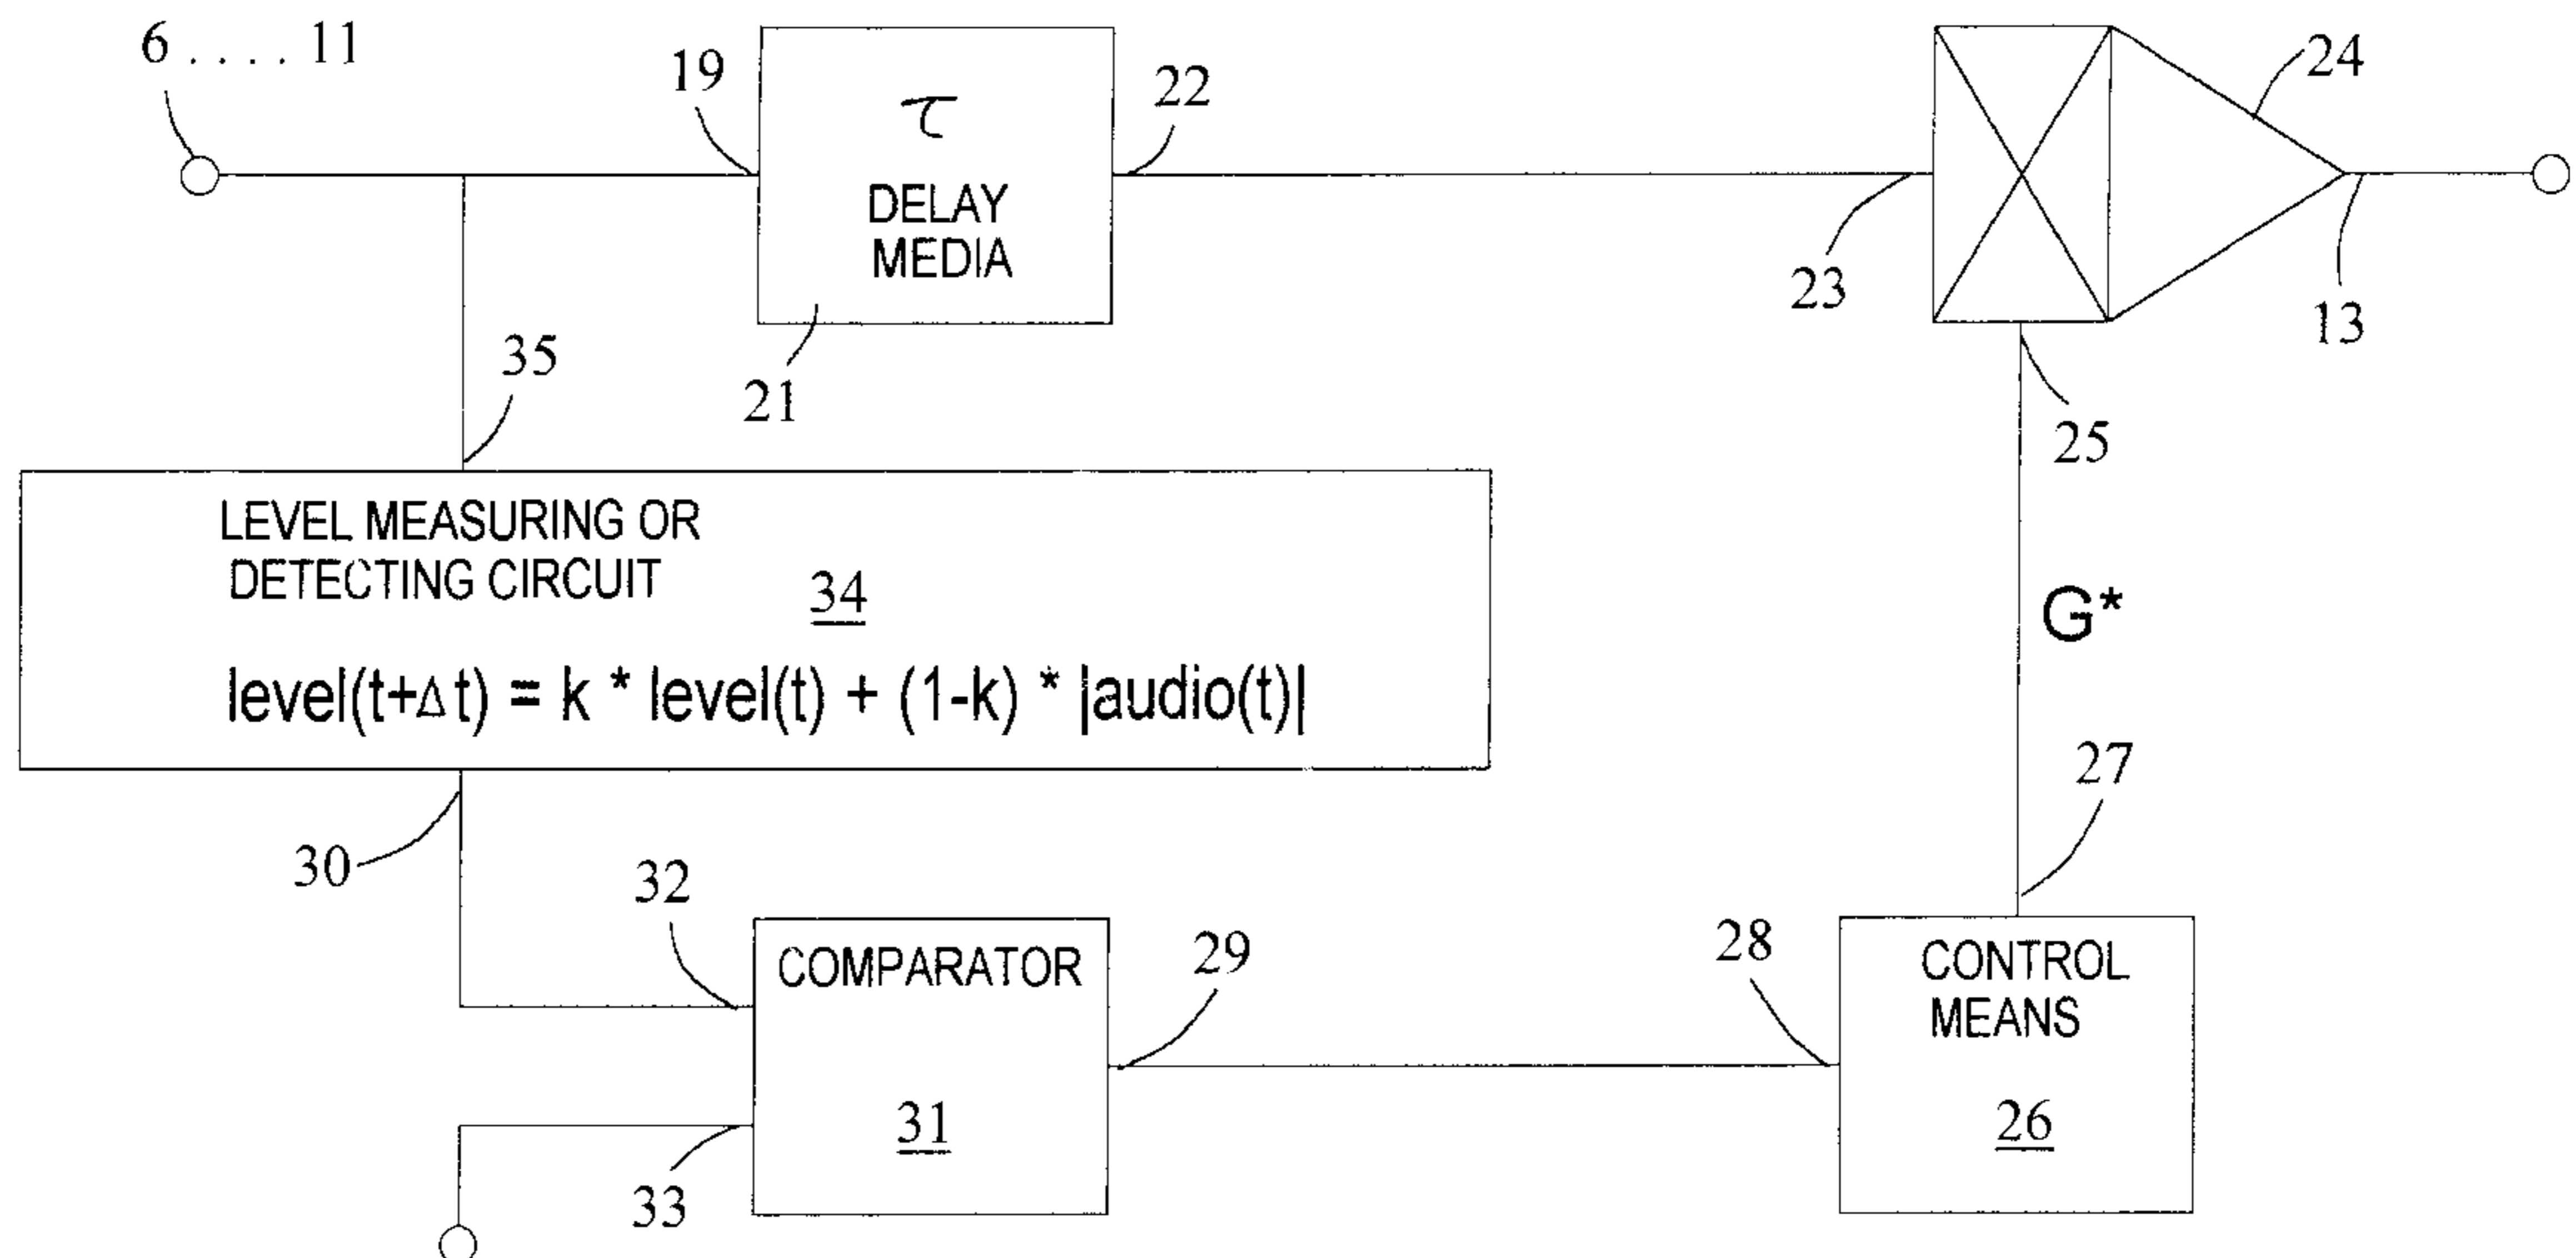 6 . . . . 11
19
τ
22
24
DELAY
MEDIA
23
13
35
21
25
LEVEL MEASURING OR
DETECTING CIRCUIT
34
G*
level(t+Δt) = k * level(t) + (1-k) * |audio(t)|
27
30
32
COMPARATOR
29
28
CONTROL
MEANS
31
26
33